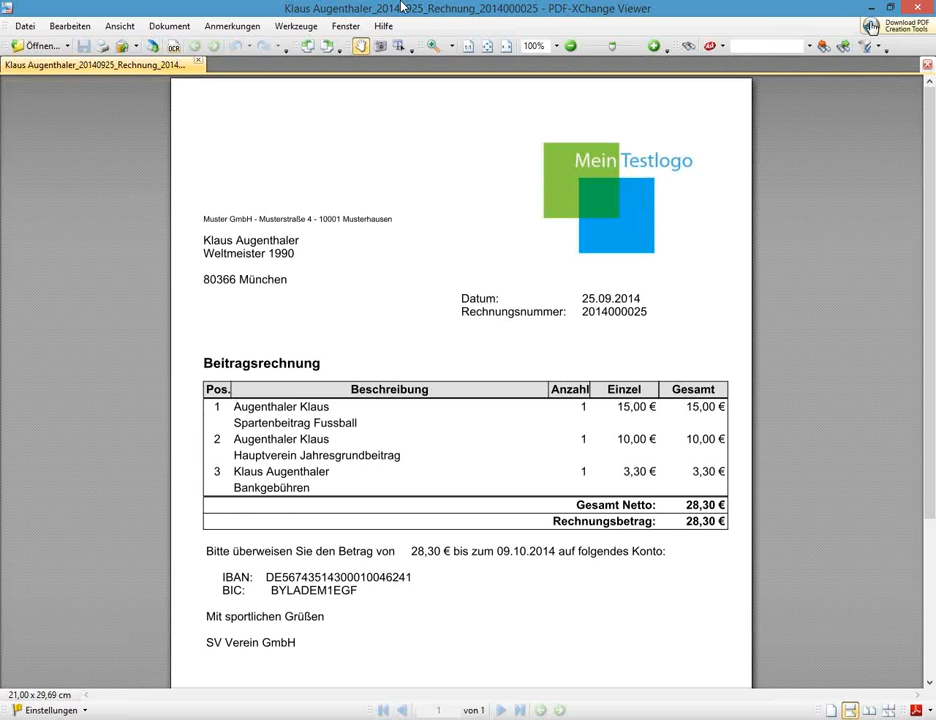 Klaus Augenthaler_20140925_Rechnung_2014000025 - PDF-XChange Viewer
Datei Bearbeiten Ansicht Dokument Anmerkungen Werkzeuge Fenster Hilfe
Download PDF
Creation Tools
Öffnen...
OCR
100%
Klaus Augenthaler_20140925_Rechnung_2014...
Mein Testlogo
Muster GmbH - Musterstraße 4 - 10001 Musterhausen
Klaus Augenthaler
Weltmeister 1990
80366 München
Datum: 25.09.2014
Rechnungsnummer: 2014000025
Beitragsrechnung
Pos. Beschreibung Anzahl Einzel Gesamt
1 Augenthaler Klaus 1 15,00 € 15,00 €
Spartenbeitrag Fussball
2 Augenthaler Klaus 1 10,00 € 10,00 €
Hauptverein Jahresgrundbeitrag
3 Klaus Augenthaler 1 3,30 € 3,30 €
Bankgebühren
Gesamt Netto: 28,30 €
Rechnungsbetrag: 28,30 €
Bitte überweisen Sie den Betrag von 28,30 € bis zum 09.10.2014 auf folgendes Konto:
IBAN: DE56743514300010046241
BIC: BYLADEM1EGF
Mit sportlichen Grüßen
SV Verein GmbH
21,00 x 29,69 cm
Einstellungen
1 von 1